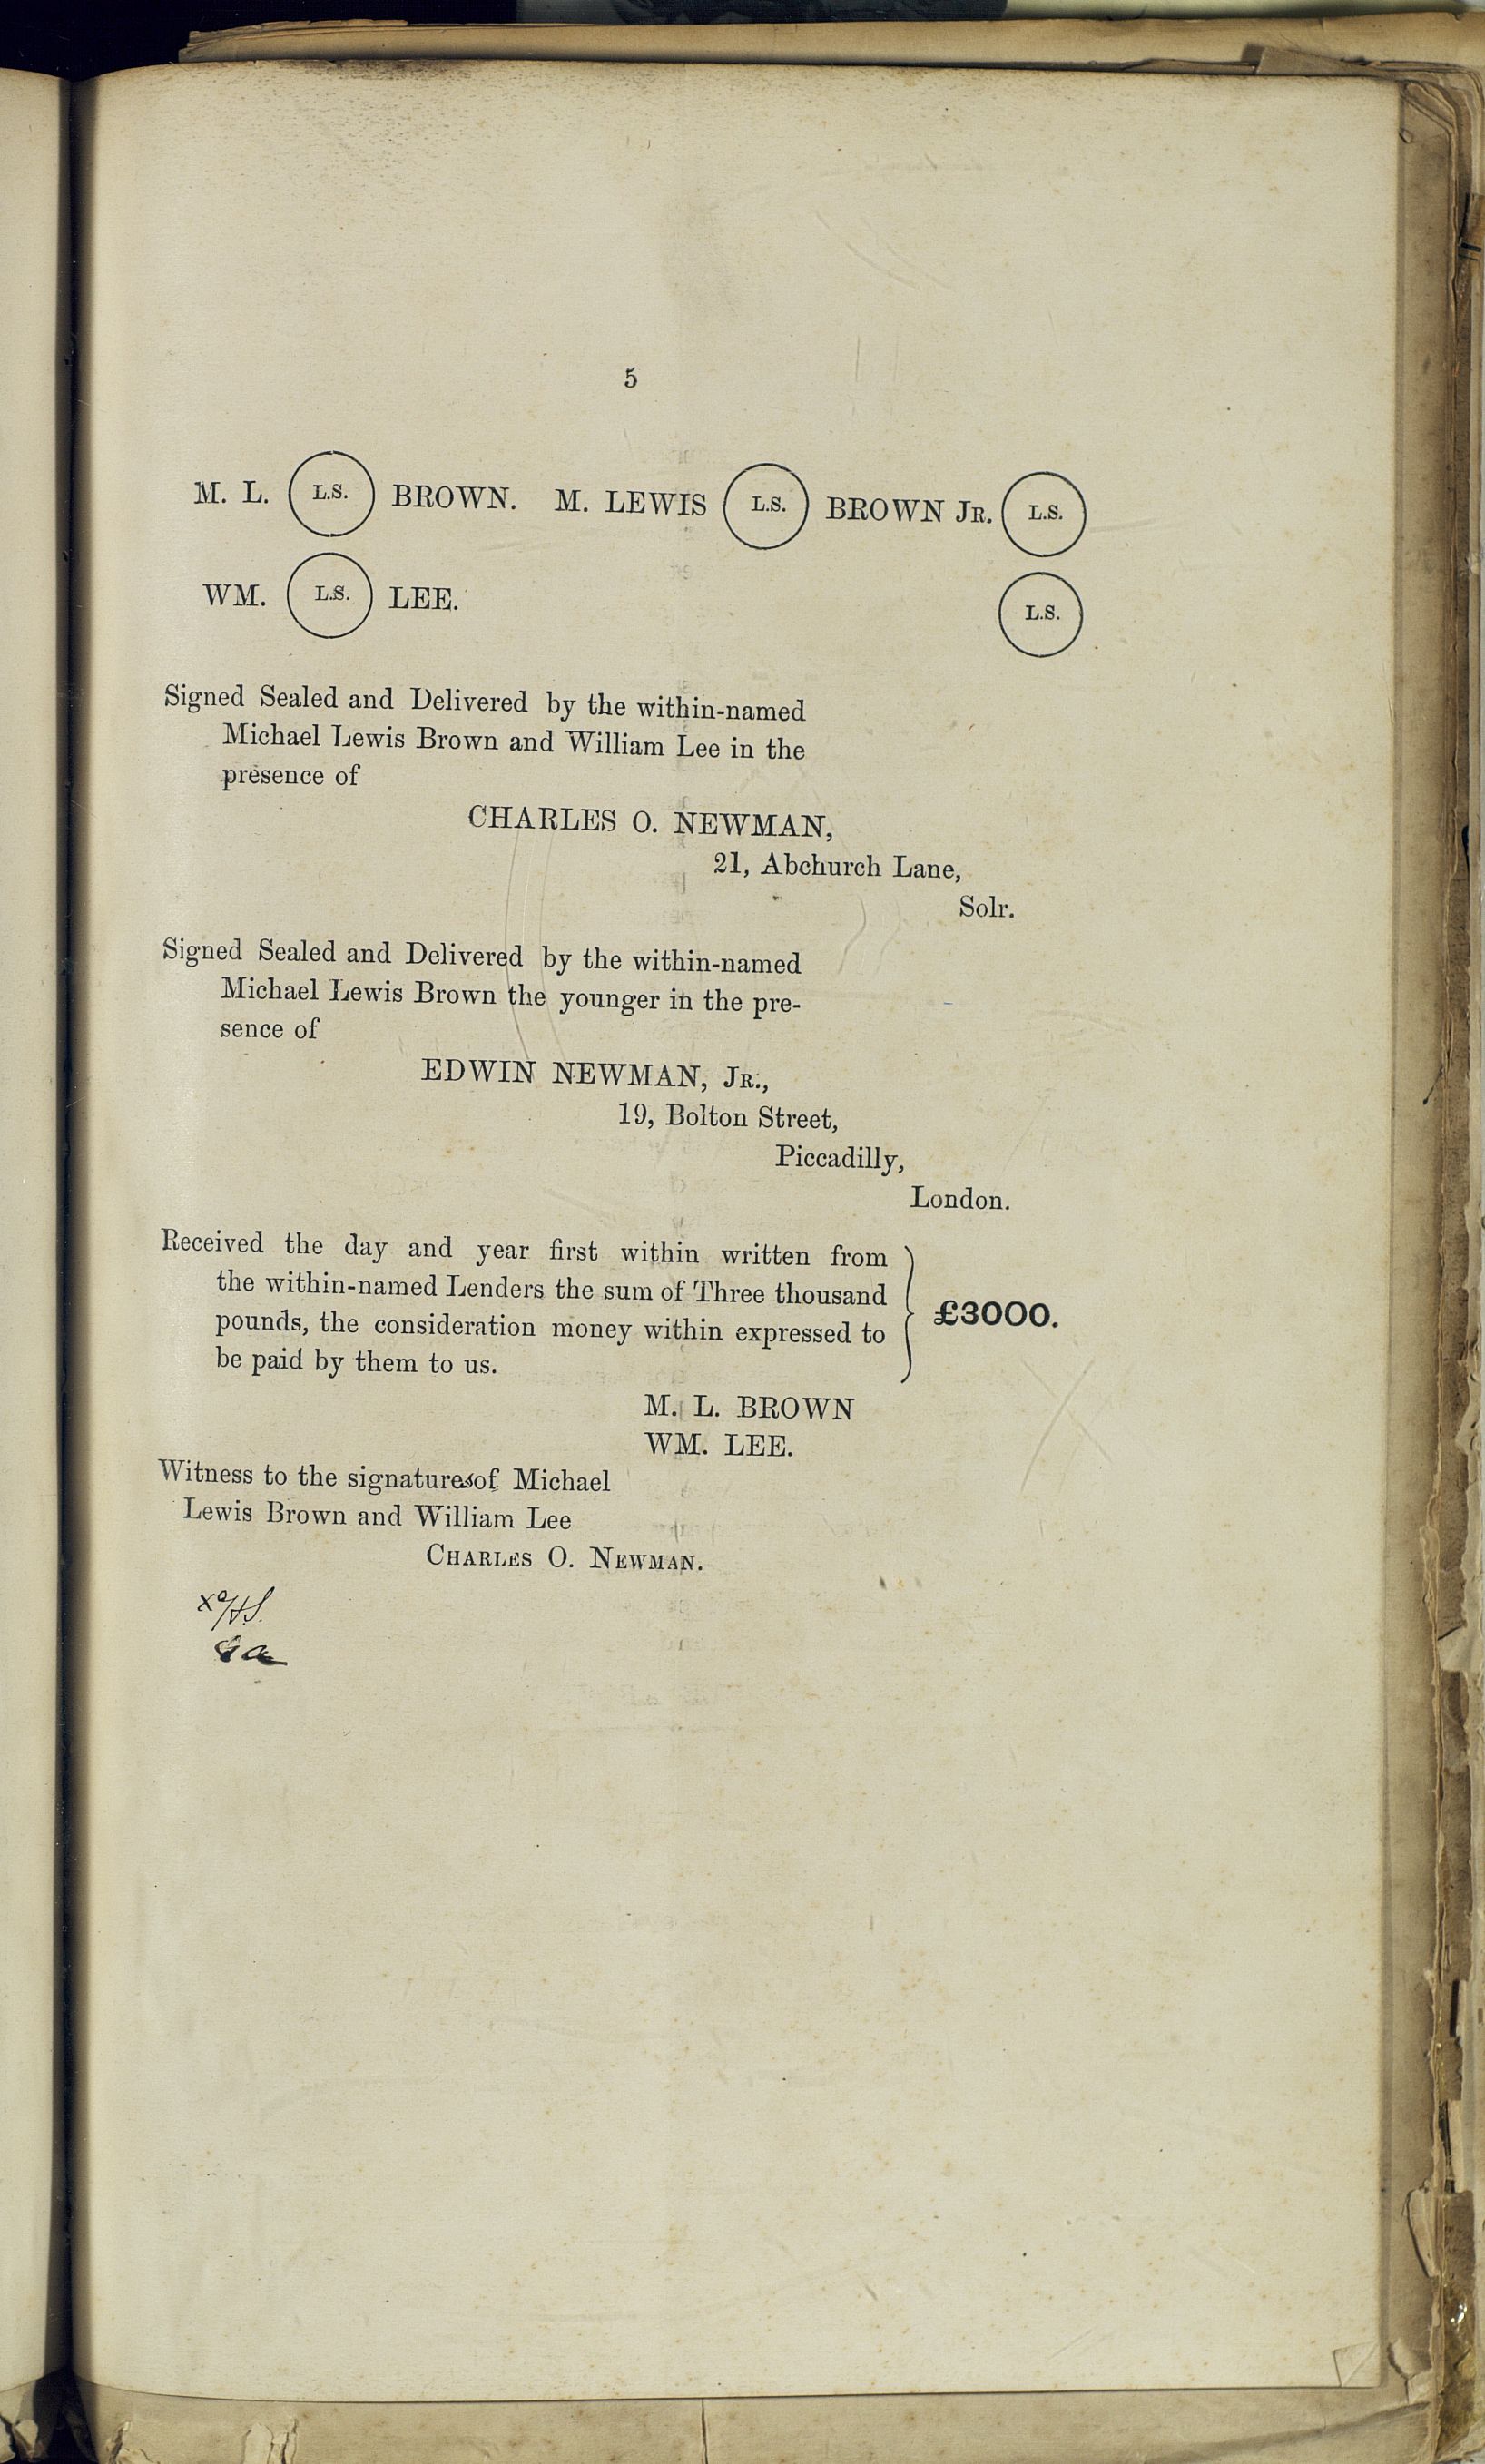 5
M. L. L.S. BROWN. M. LEWIS L.S. BROWN JR. L.S.
WM. L.S. LEE. L.S.
Signed Sealed and Delivered by the within-named
Michael Lewis Brown and William Lee in the
presence of
CHARLES O. NEWMAN,
21, Abchurch Lane,
Solr.
Signed Sealed and Delivered by the within-named
Michael Lewis Brown the younger in the pre-
sence of
EDWIN NEWMAN, JR.,
19, Bolton Street,
Piccadilly,
London.
Received the day and year first within written from
the within-named Lenders the sum of Three thousand
pounds, the consideration money within expressed to
be paid by them to us.
£3000.
M. L. BROWN
WM. LEE.
Witness to the signatures of Michael
Lewis Brown and William Lee
CHARLES O. NEWMAN.